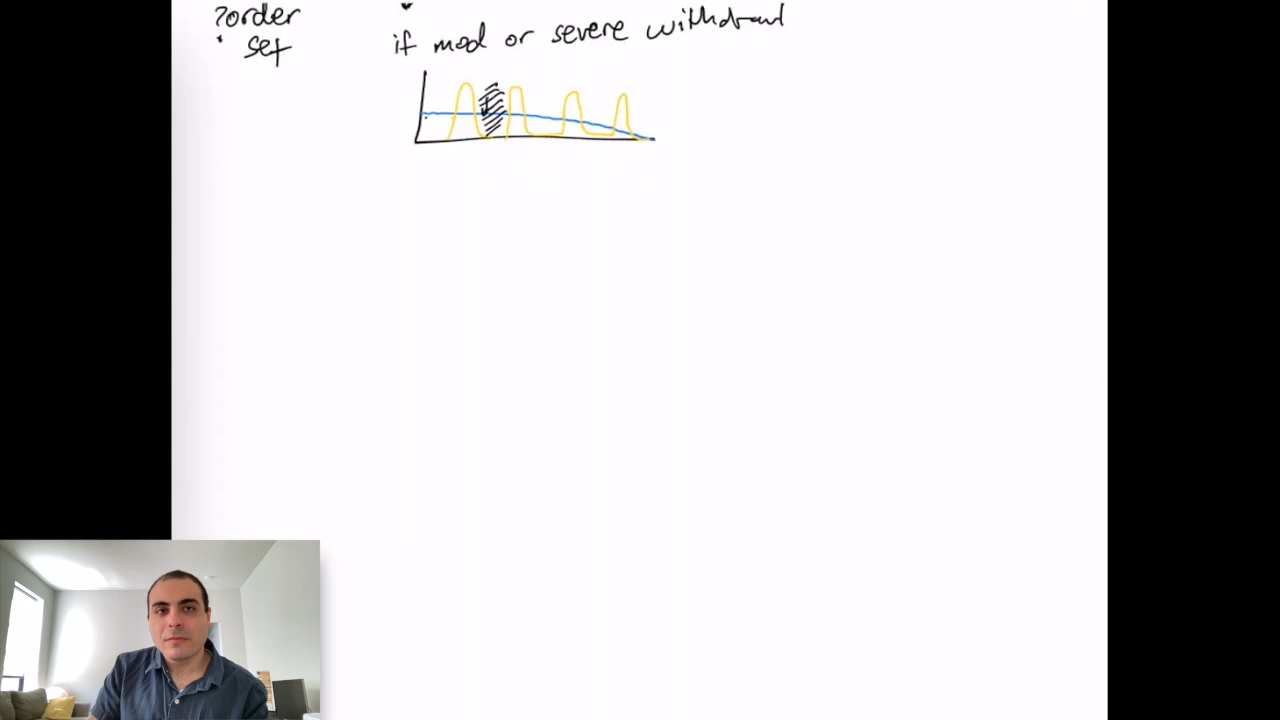 ?order
• set
if mod or severe withdrawl